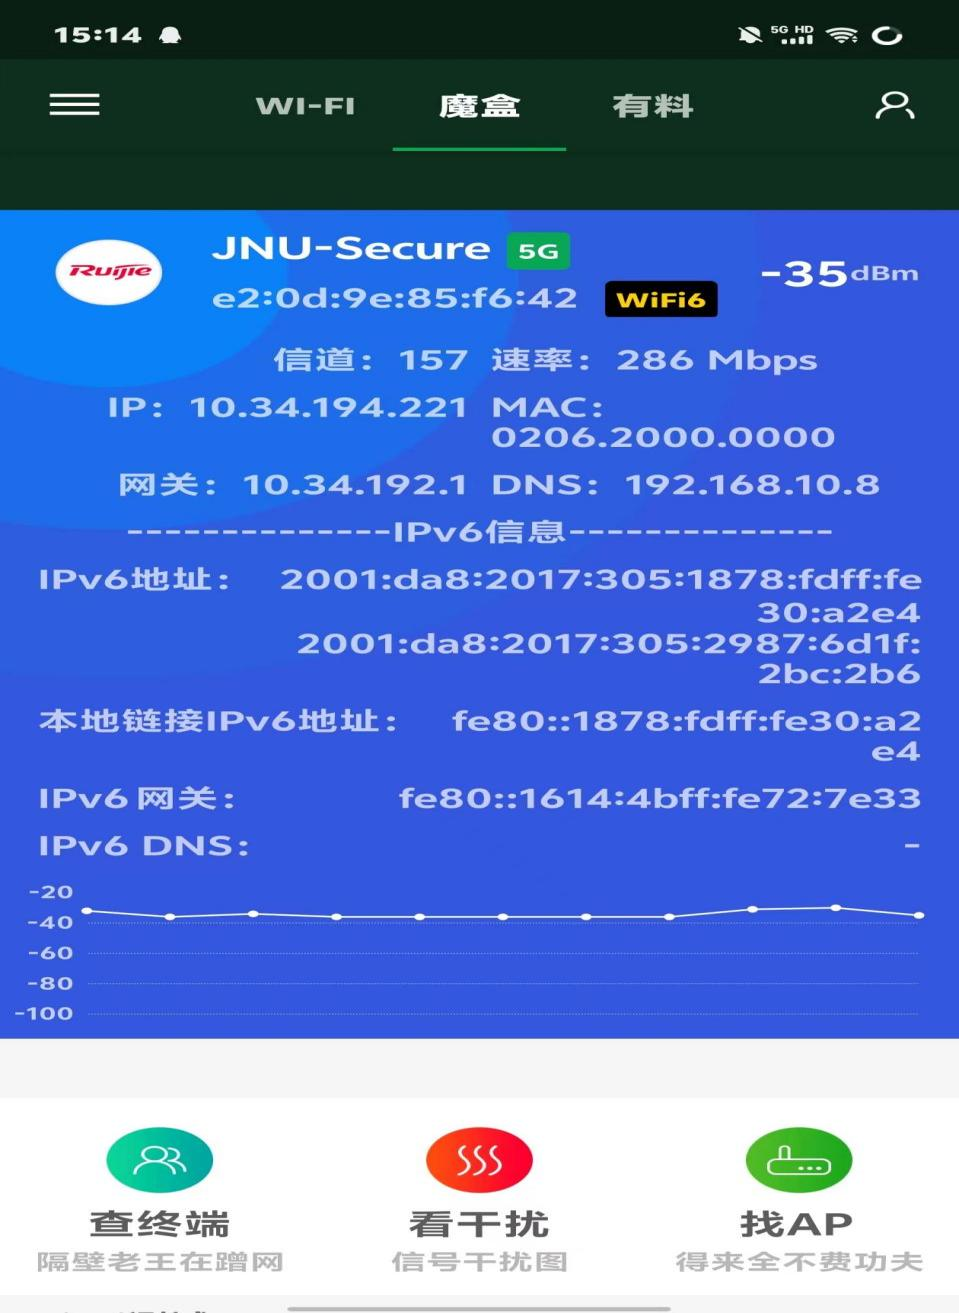 15:14 5G HD
WI-FI 魔盒 有料
Ruijie JNU-Secure 5G
-35dBm
e2:0d:9e:85:f6:42 WiFi6
信道: 157 速率: 286 Mbps
IP: 10.34.194.221 MAC:
0206.2000.0000
网关: 10.34.192.1 DNS: 192.168.10.8
--------------IPv6信息--------------
IPv6地址: 2001:da8:2017:305:1878:fdff:fe
30:a2e4
2001:da8:2017:305:2987:6d1f:
2bc:2b6
本地链接IPv6地址: fe80::1878:fdff:fe30:a2
e4
IPv6 网关: fe80::1614:4bff:fe72:7e33
IPv6 DNS: -
-20
-40
-60
-80
-100
查终端 看干扰 找AP
隔壁老王在蹭网 信号干扰图 得来全不费功夫